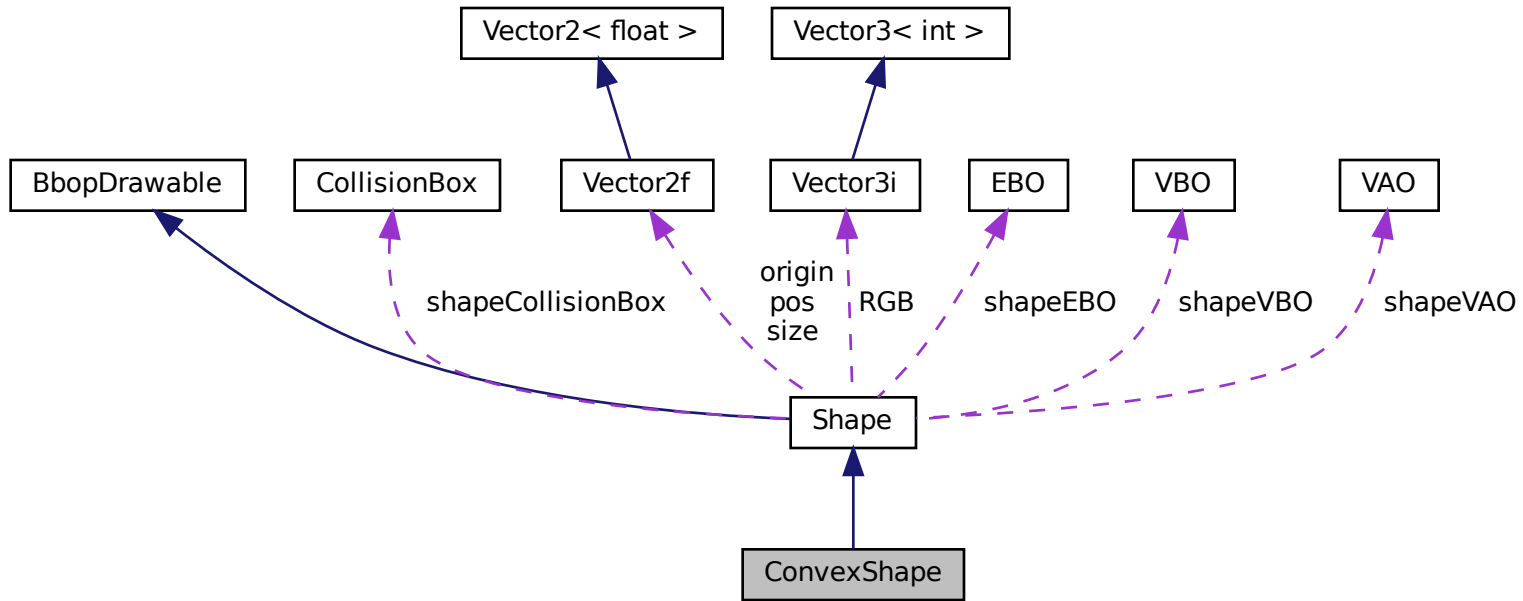 Vector2< float >
Vector3< int >
BbopDrawable
CollisionBox
Vector2f
Vector3i
EBO
VBO
VAO
shapeCollisionBox
origin
pos
size
RGB
shapeEBO
shapeVBO
shapeVAO
Shape
ConvexShape